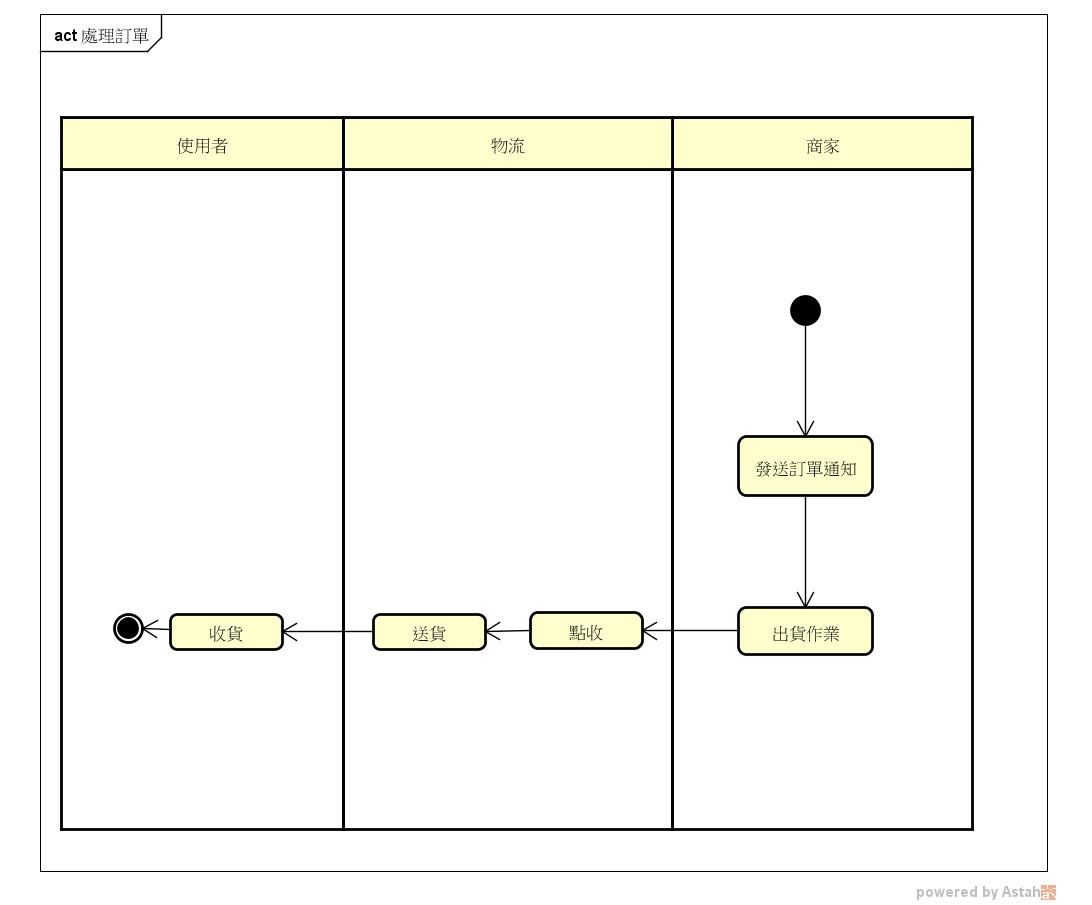 act 處理訂單
使用者
物流
商家
發送訂單通知
收貨
送貨
點收
出貨作業
powered by Astah